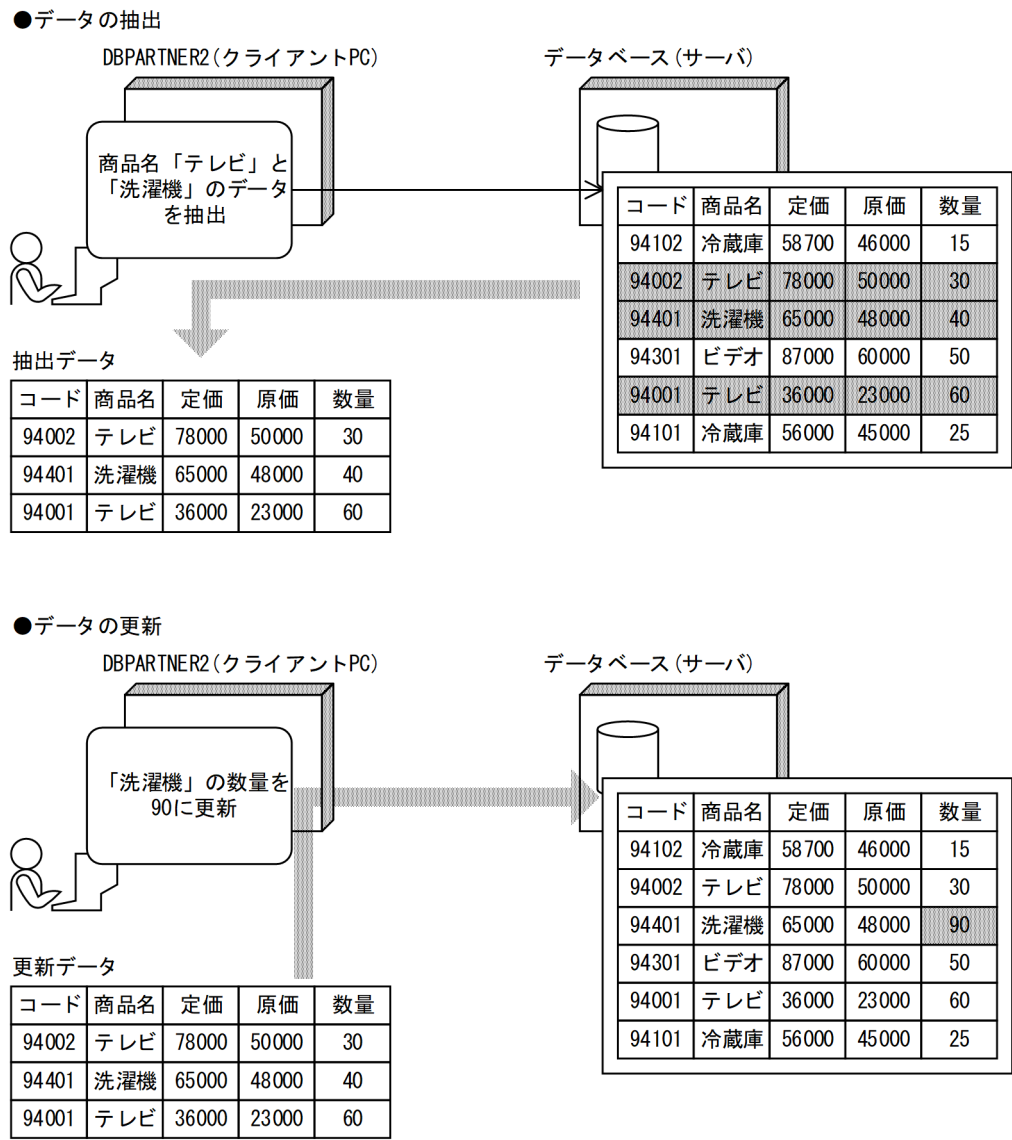 ●データの抽出
DBPARTNER2(クライアントPC)
データベース(サーバ)
商品名「テレビ」と
「洗濯機」のデータ
を抽出
コード 商品名 定価 原価 数量
94102 冷蔵庫 58700 46000 15
94002 テレビ 78000 50000 30
94401 洗濯機 65000 48000 40
94301 ビデオ 87000 60000 50
94001 テレビ 36000 23000 60
94101 冷蔵庫 56000 45000 25
抽出データ
コード 商品名 定価 原価 数量
94002 テレビ 78000 50000 30
94401 洗濯機 65000 48000 40
94001 テレビ 36000 23000 60
●データの更新
DBPARTNER2(クライアントPC)
データベース(サーバ)
「洗濯機」の数量を
90に更新
コード 商品名 定価 原価 数量
94102 冷蔵庫 58700 46000 15
94002 テレビ 78000 50000 30
94401 洗濯機 65000 48000 90
94301 ビデオ 87000 60000 50
94001 テレビ 36000 23000 60
94101 冷蔵庫 56000 45000 25
更新データ
コード 商品名 定価 原価 数量
94002 テレビ 78000 50000 30
94401 洗濯機 65000 48000 40
94001 テレビ 36000 23000 60